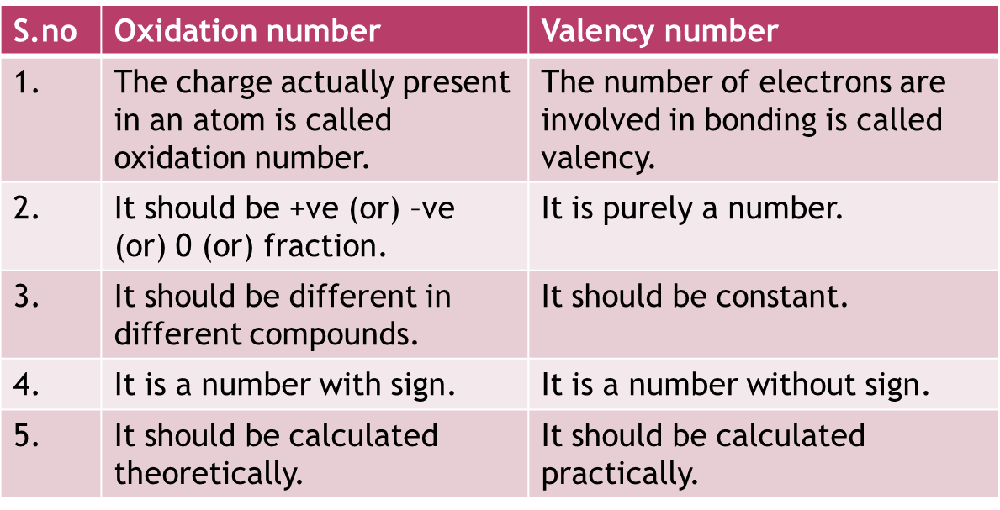 S.no Oxidation number Valency number
1. The charge actually present The number of electrons are
in an atom is called involved in bonding is called
oxidation number. valency.
2. It should be +ve (or) –ve It is purely a number.
(or) 0 (or) fraction.
3. It should be different in It should be constant.
different compounds.
4. It is a number with sign. It is a number without sign.
5. It should be calculated It should be calculated
theoretically. practically.